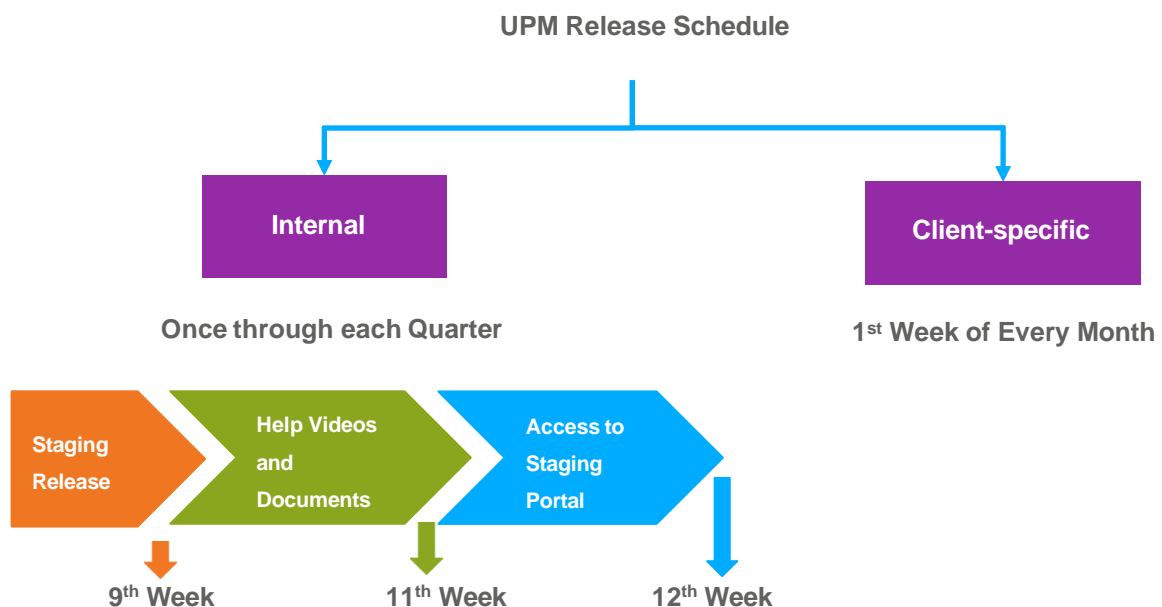 UPM Release Schedule
Internal
Client-specific
Once through each Quarter
1st Week of Every Month
Staging
Release
Help Videos
and
Documents
Access to
Staging
Portal
9th Week
11th Week
12th Week